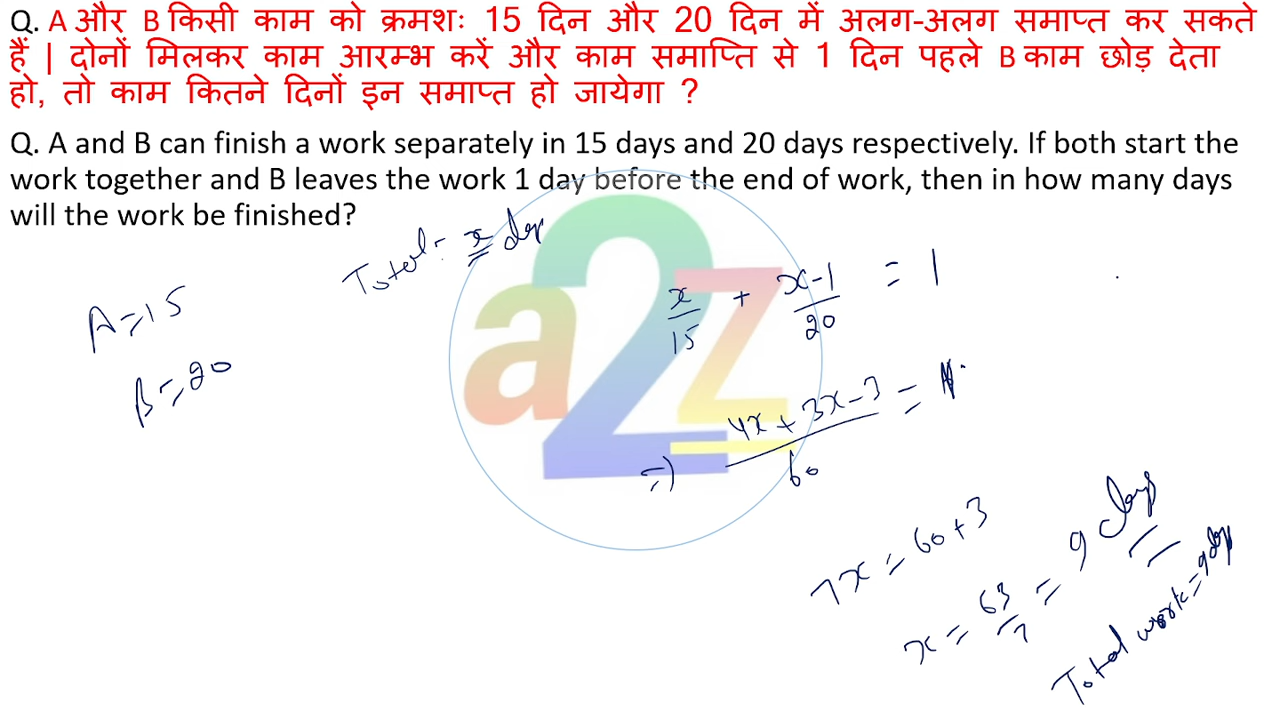 Q. A और B किसी काम को क्रमशः 15 दिन और 20 दिन में अलग-अलग समाप्त कर सकते
हैं | दोनों मिलकर काम आरम्भ करें और काम समाप्ति से 1 दिन पहले B काम छोड़ देता
हो, तो काम कितने दिनों इन समाप्त हो जायेगा ?
Q. A and B can finish a work separately in 15 days and 20 days respectively. If both start the
work together and B leaves the work 1 day before the end of work, then in how many days
will the work be finished?
Total = x day
A=15
B=20
x/15 + x-1/20 = 1
=) 4x+3x-3/60 = 1
7x = 60+3
x = 63/7 = 9 days
Total work = 9 day
a2z